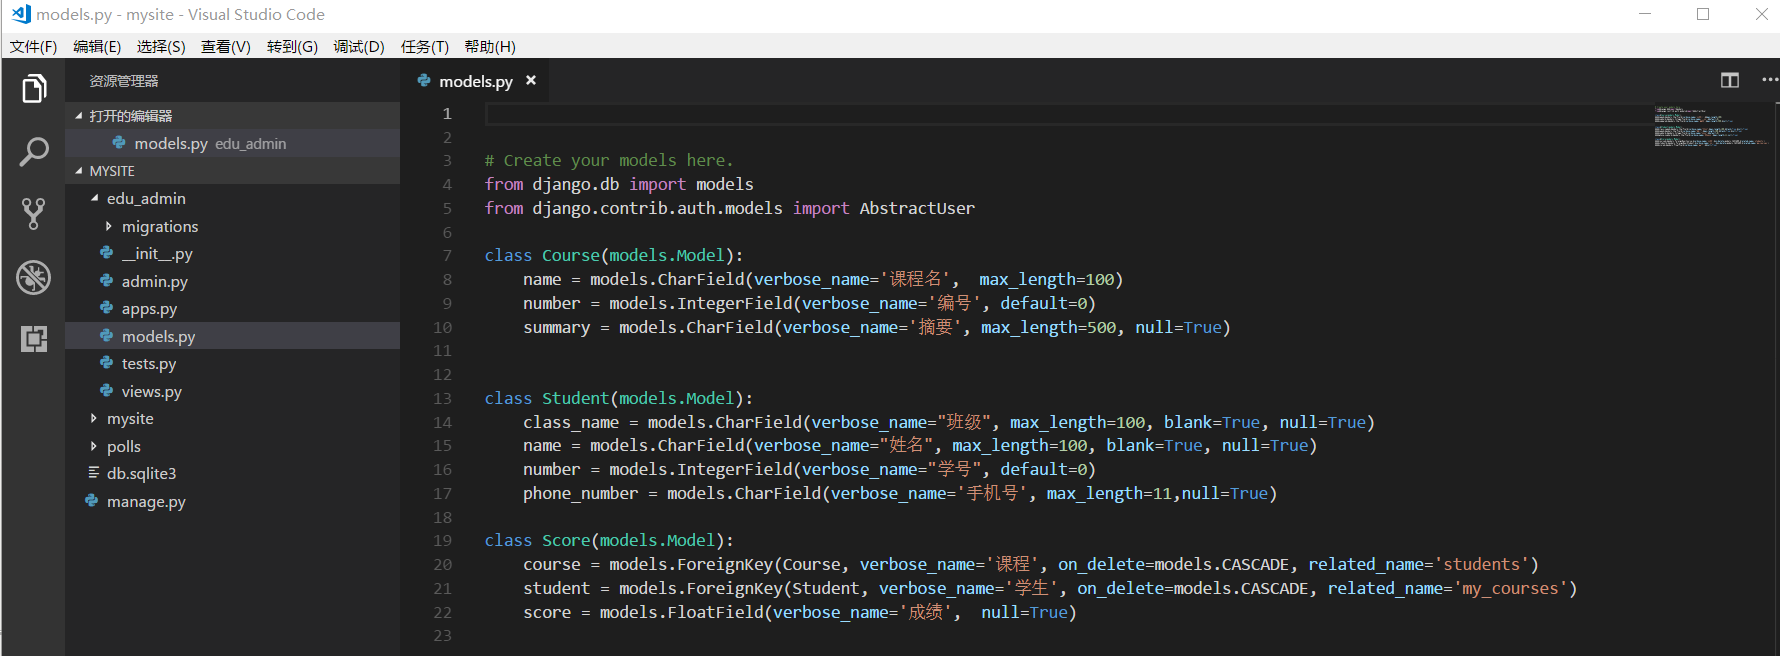 models.py - mysite - Visual Studio Code
文件(F) 编辑(E) 选择(S) 查看(V) 转到(G) 调试(D) 任务(T) 帮助(H)
资源管理器
打开的编辑器
models.py edu_admin
MYSITE
edu_admin
migrations
__init__.py
admin.py
apps.py
models.py
tests.py
views.py
mysite
polls
db.sqlite3
manage.py
models.py ×
1
2
3 # Create your models here.
4 from django.db import models
5 from django.contrib.auth.models import AbstractUser
6
7 class Course(models.Model):
8     name = models.CharField(verbose_name='课程名',  max_length=100)
9     number = models.IntegerField(verbose_name='编号', default=0)
10     summary = models.CharField(verbose_name='摘要', max_length=500, null=True)
11
12
13 class Student(models.Model):
14     class_name = models.CharField(verbose_name="班级", max_length=100, blank=True, null=True)
15     name = models.CharField(verbose_name="姓名", max_length=100, blank=True, null=True)
16     number = models.IntegerField(verbose_name="学号", default=0)
17     phone_number = models.CharField(verbose_name='手机号', max_length=11,null=True)
18
19 class Score(models.Model):
20     course = models.ForeignKey(Course, verbose_name='课程', on_delete=models.CASCADE, related_name='students')
21     student = models.ForeignKey(Student, verbose_name='学生', on_delete=models.CASCADE, related_name='my_courses')
22     score = models.FloatField(verbose_name='成绩',  null=True)
23